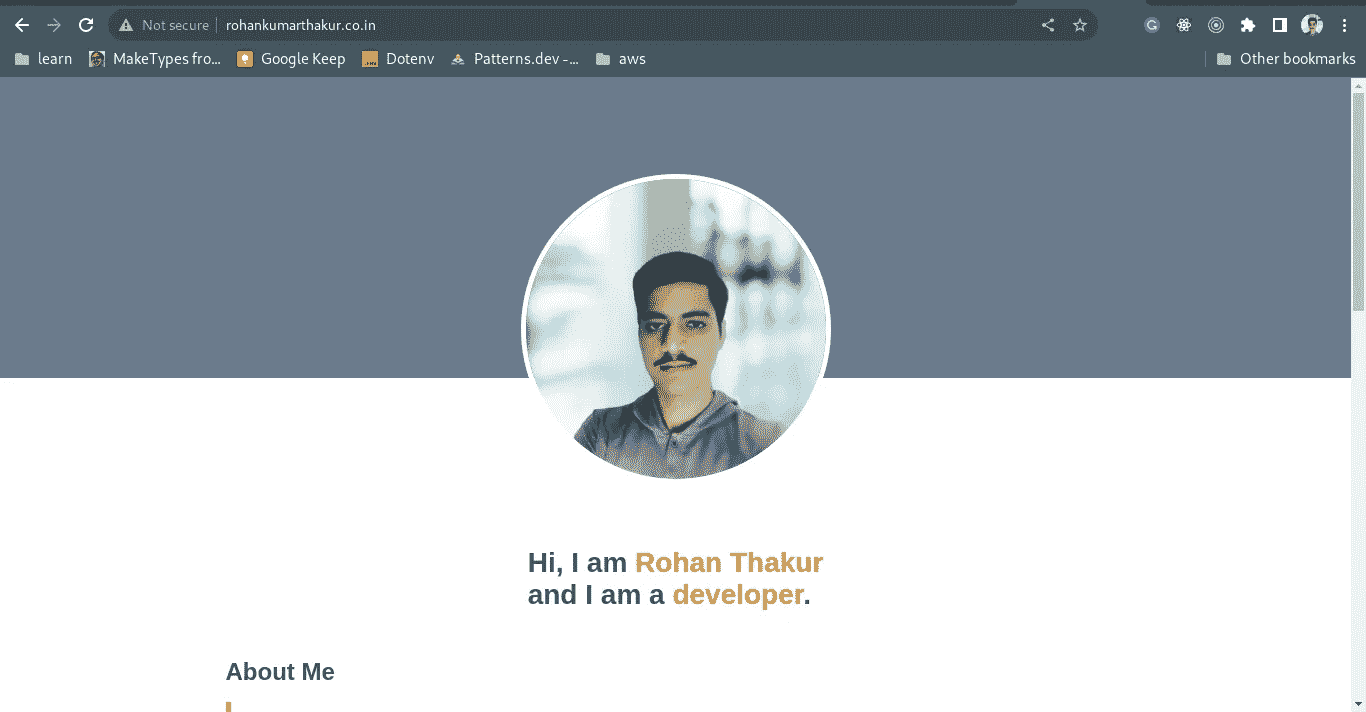 Not secure rohankumarthakur.co.in
learn MakeTypes fro... Google Keep Dotenv Patterns.dev -... aws Other bookmarks
Hi, I am Rohan Thakur
and I am a developer.
About Me